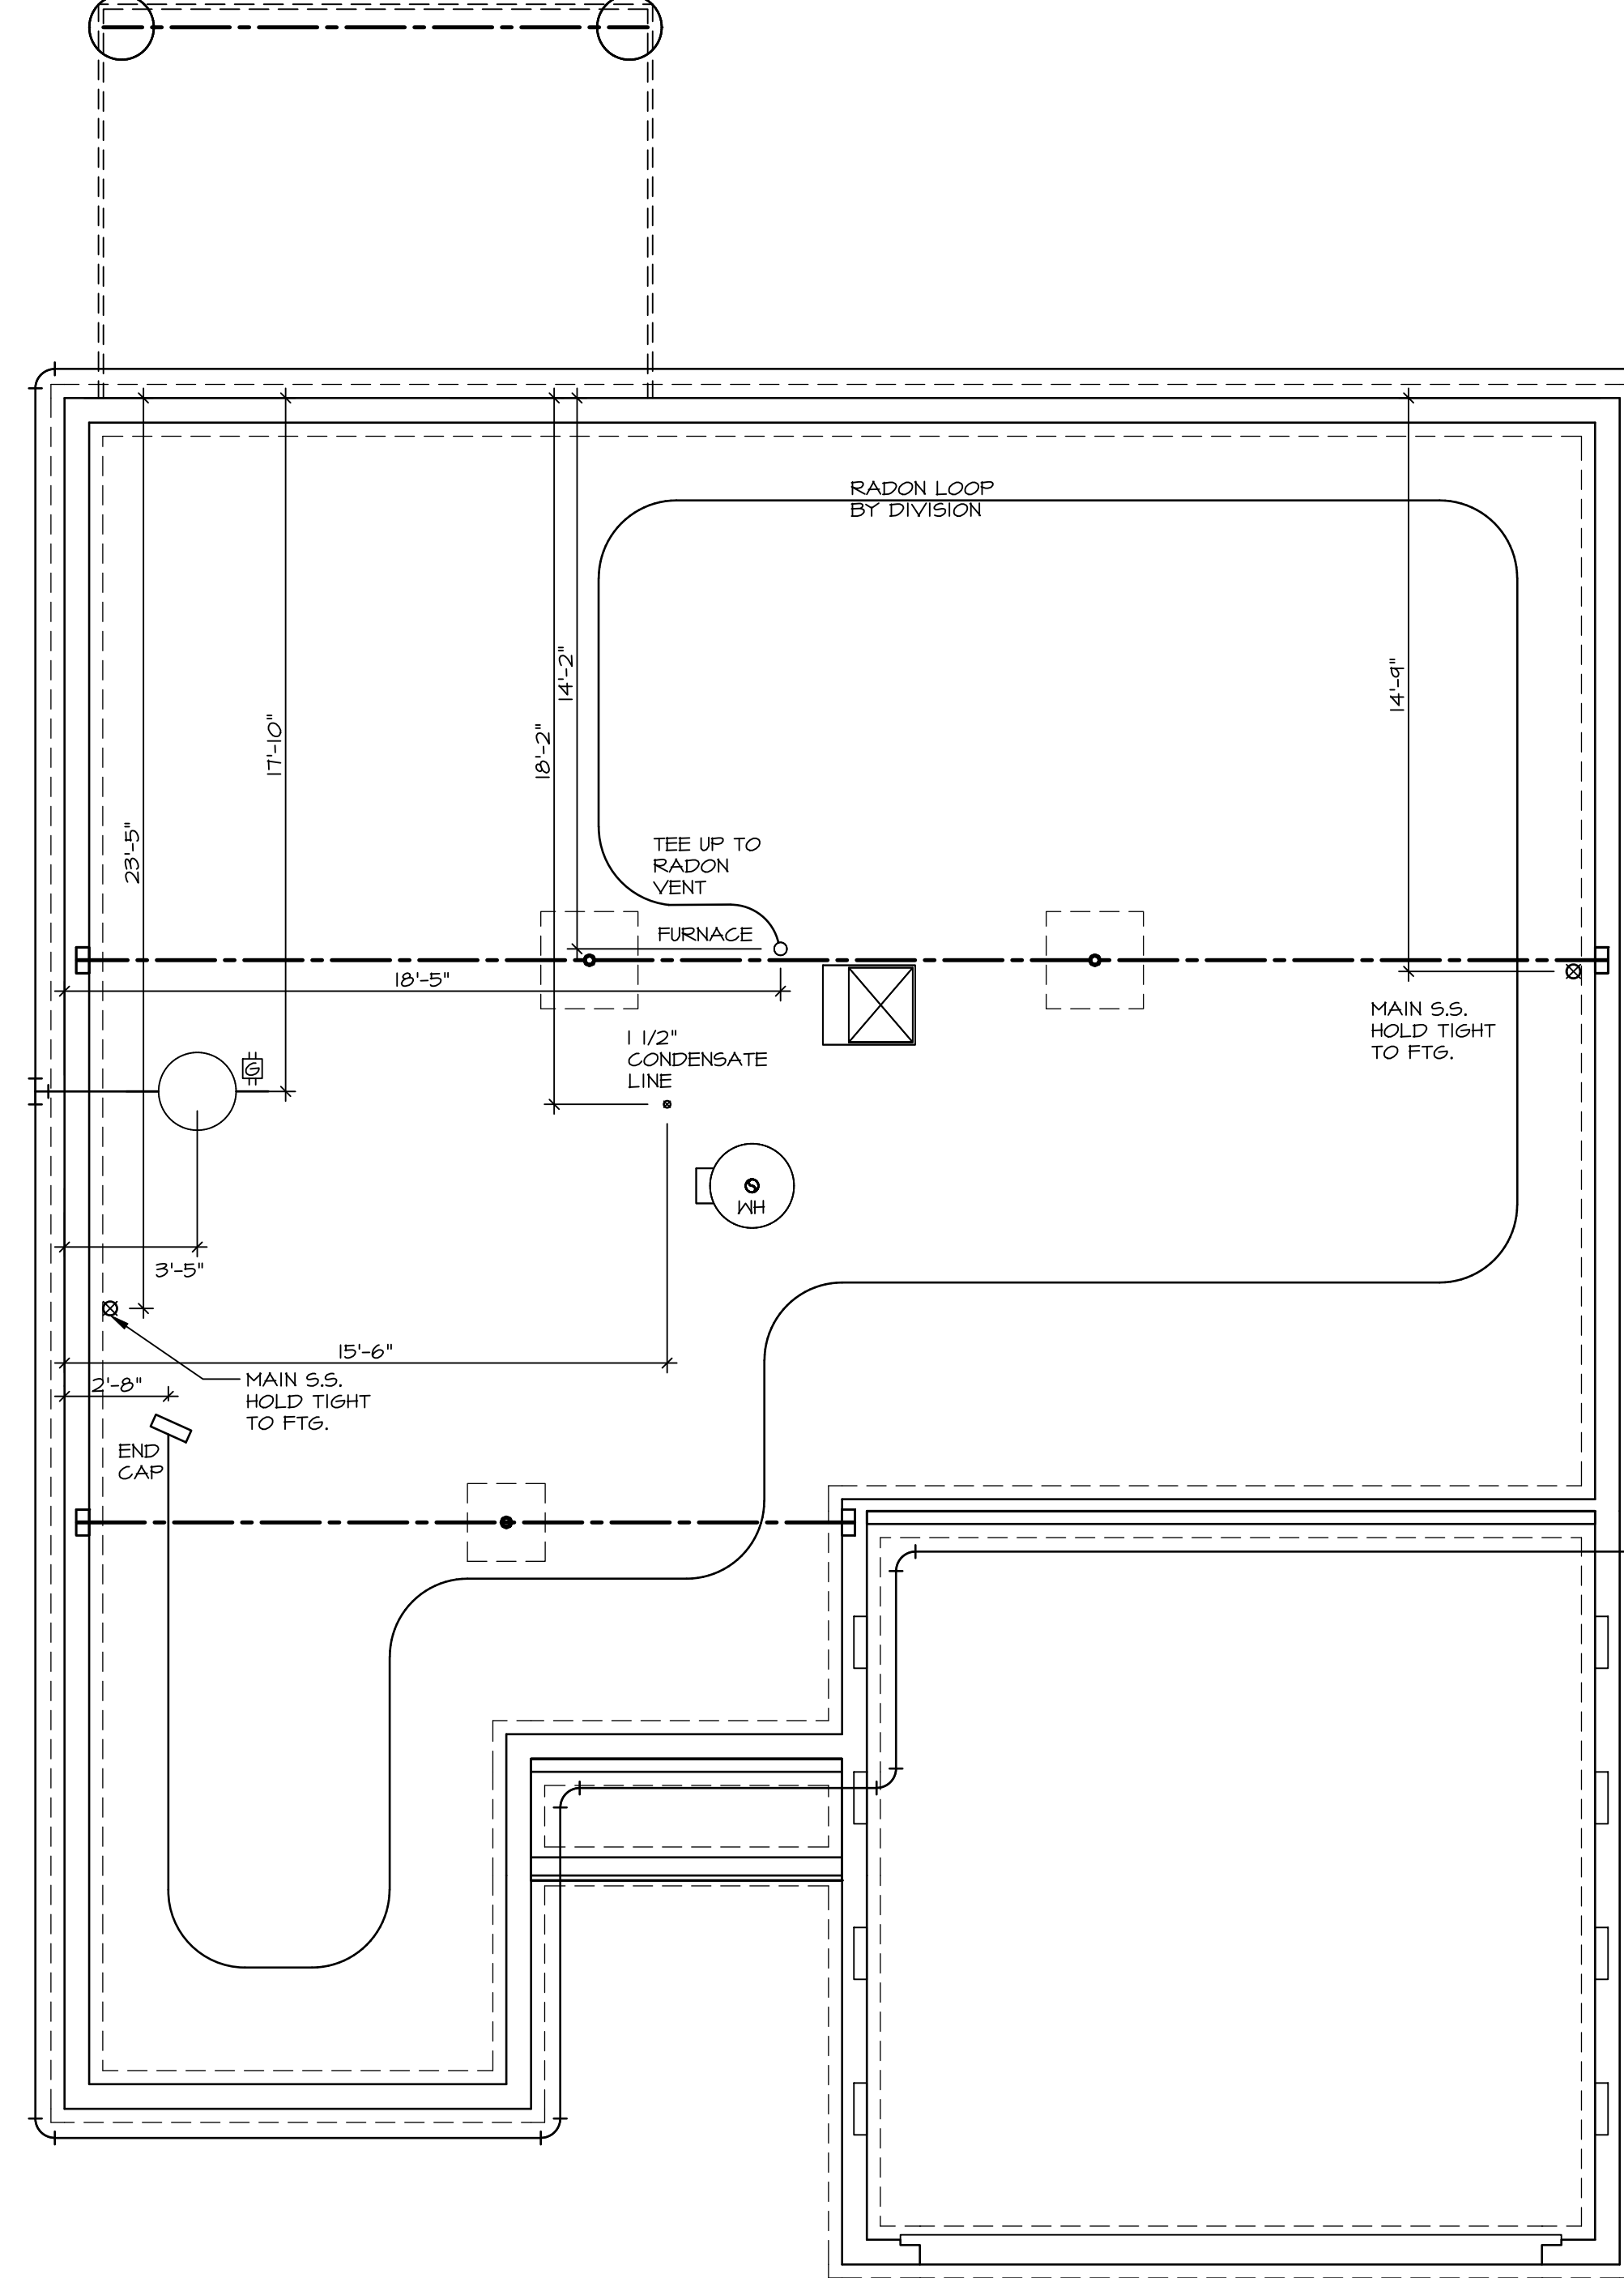 RADON LOOP
BY DIVISION
14'-2"
14'-9"
18'-2"
17'-10"
23'-5"
TEE UP TO
RADON
VENT
FURNACE
18'-5"
MAIN S.S.
HOLD TIGHT
TO FTG.
1 1/2"
CONDENSATE
LINE
G
WH
3'-5"
15'-6"
MAIN S.S.
HOLD TIGHT
TO FTG.
2'-8"
END
CAP